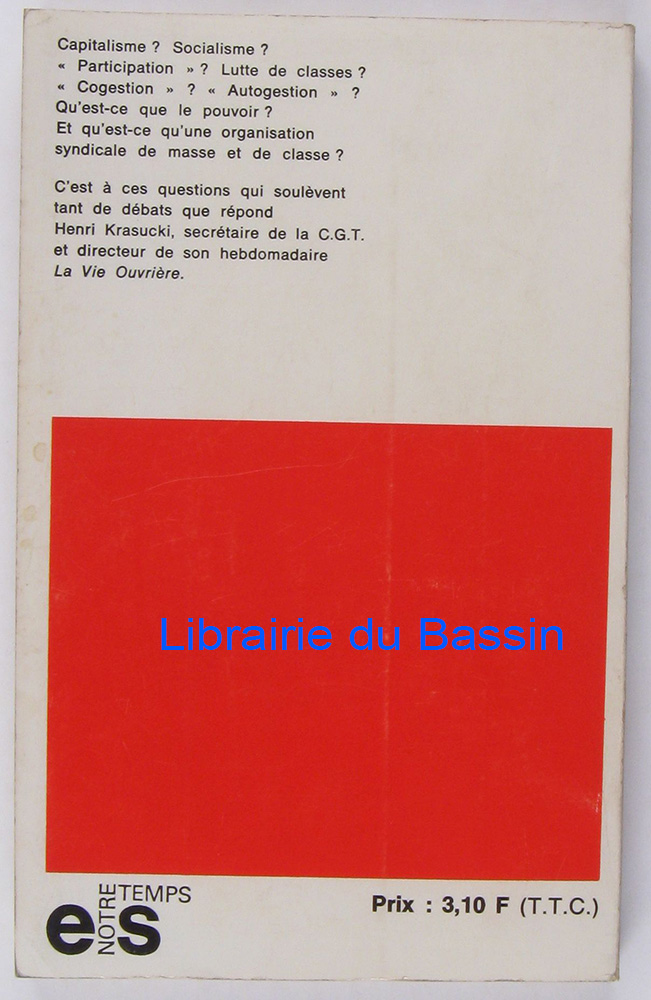 Capitalisme ? Socialisme ?
« Participation » ? Lutte de classes ?
« Cogestion » ? « Autogestion » ?
Qu'est-ce que le pouvoir ?
Et qu'est-ce qu'une organisation
syndicale de masse et de classe ?
C'est à ces questions qui soulèvent
tant de débats que répond
Henri Krasucki, secrétaire de la C.G.T.
et directeur de son hebdomadaire
La Vie Ouvrière.
Librairie du Bassin
NOTRE TEMPS
es
Prix : 3,10 F (T.T.C.)